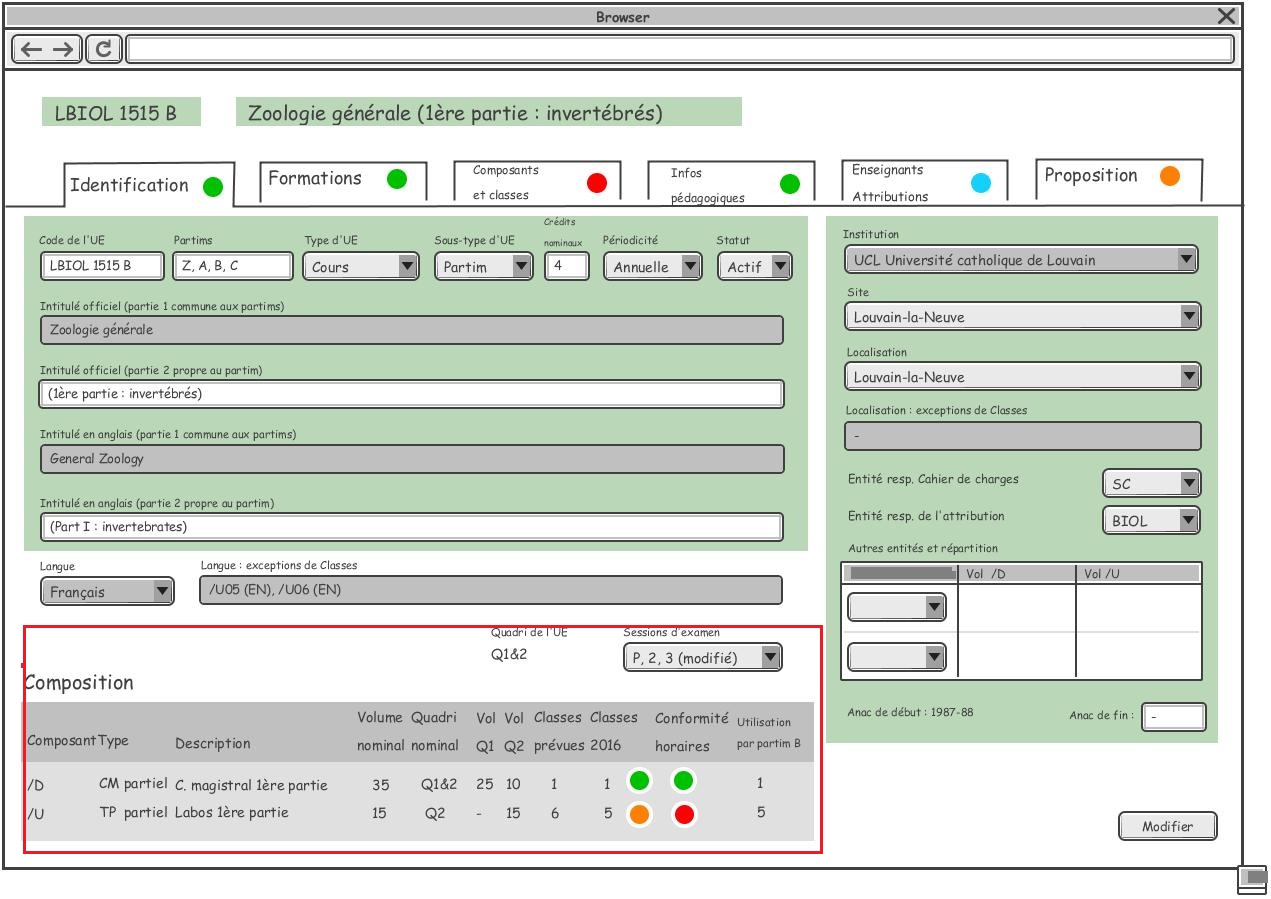 Browser
LBIOL 1515 B
Zoologie générale (1ère partie : invertébrés)
Identification
Formations
Composants
et classes
Infos
pédagogiques
Enseignants
Attributions
Proposition
Code de l'UE
Partims
Type d'UE
Sous-type d'UE
Crédits
nominaux
Périodicité
Statut
LBIOL 1515 B
Z, A, B, C
Cours
Partim
4
Annuelle
Actif
Intitulé officiel (partie 1 commune aux partims)
Zoologie générale
Intitulé officiel (partie 2 propre au partim)
(1ère partie : invertébrés)
Intitulé en anglais (partie 1 commune aux partims)
General Zoology
Intitulé en anglais (partie 2 propre au partim)
(Part I : invertebrates)
Langue
Langue : exceptions de Classes
Français
/U05 (EN), /U06 (EN)
Institution
UCL Université catholique de Louvain
Site
Louvain-la-Neuve
Localisation
Louvain-la-Neuve
Localisation : exceptions de Classes
-
Entité resp. Cahier de charges
SC
Entité resp. de l'attribution
BIOL
Autres entités et répartition
Vol /D
Vol /U
Anac de début : 1987-88
Anac de fin :
-
Modifier
Quadri de l'UE
Sessions d'examen
Q1&2
P, 2, 3 (modifié)
Composition
Composant Type Description Volume nominal Quadri nominal Vol Q1 Vol Q2 Classes prévues Classes 2016 Conformité horaires Utilisation par partim B
/D CM partiel C. magistral 1ère partie 35 Q1&2 25 10 1 1 1
/U TP partiel Labos 1ère partie 15 Q2 - 15 6 5 5